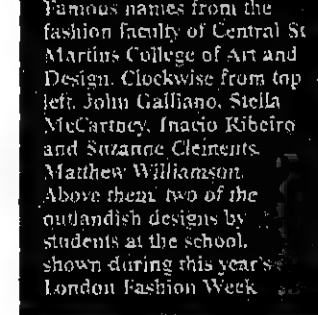 Famous names from the
fashion faculty of Central St
Martins College of Art and
Design. Clockwise from top
left, John Galliano, Stella
McCartney, Inacio Ribeiro
and Suzanne Clements,
Matthew Williamson.
Above them, two of the
outlandish designs by
students at the school,
shown during this year's
London Fashion Week